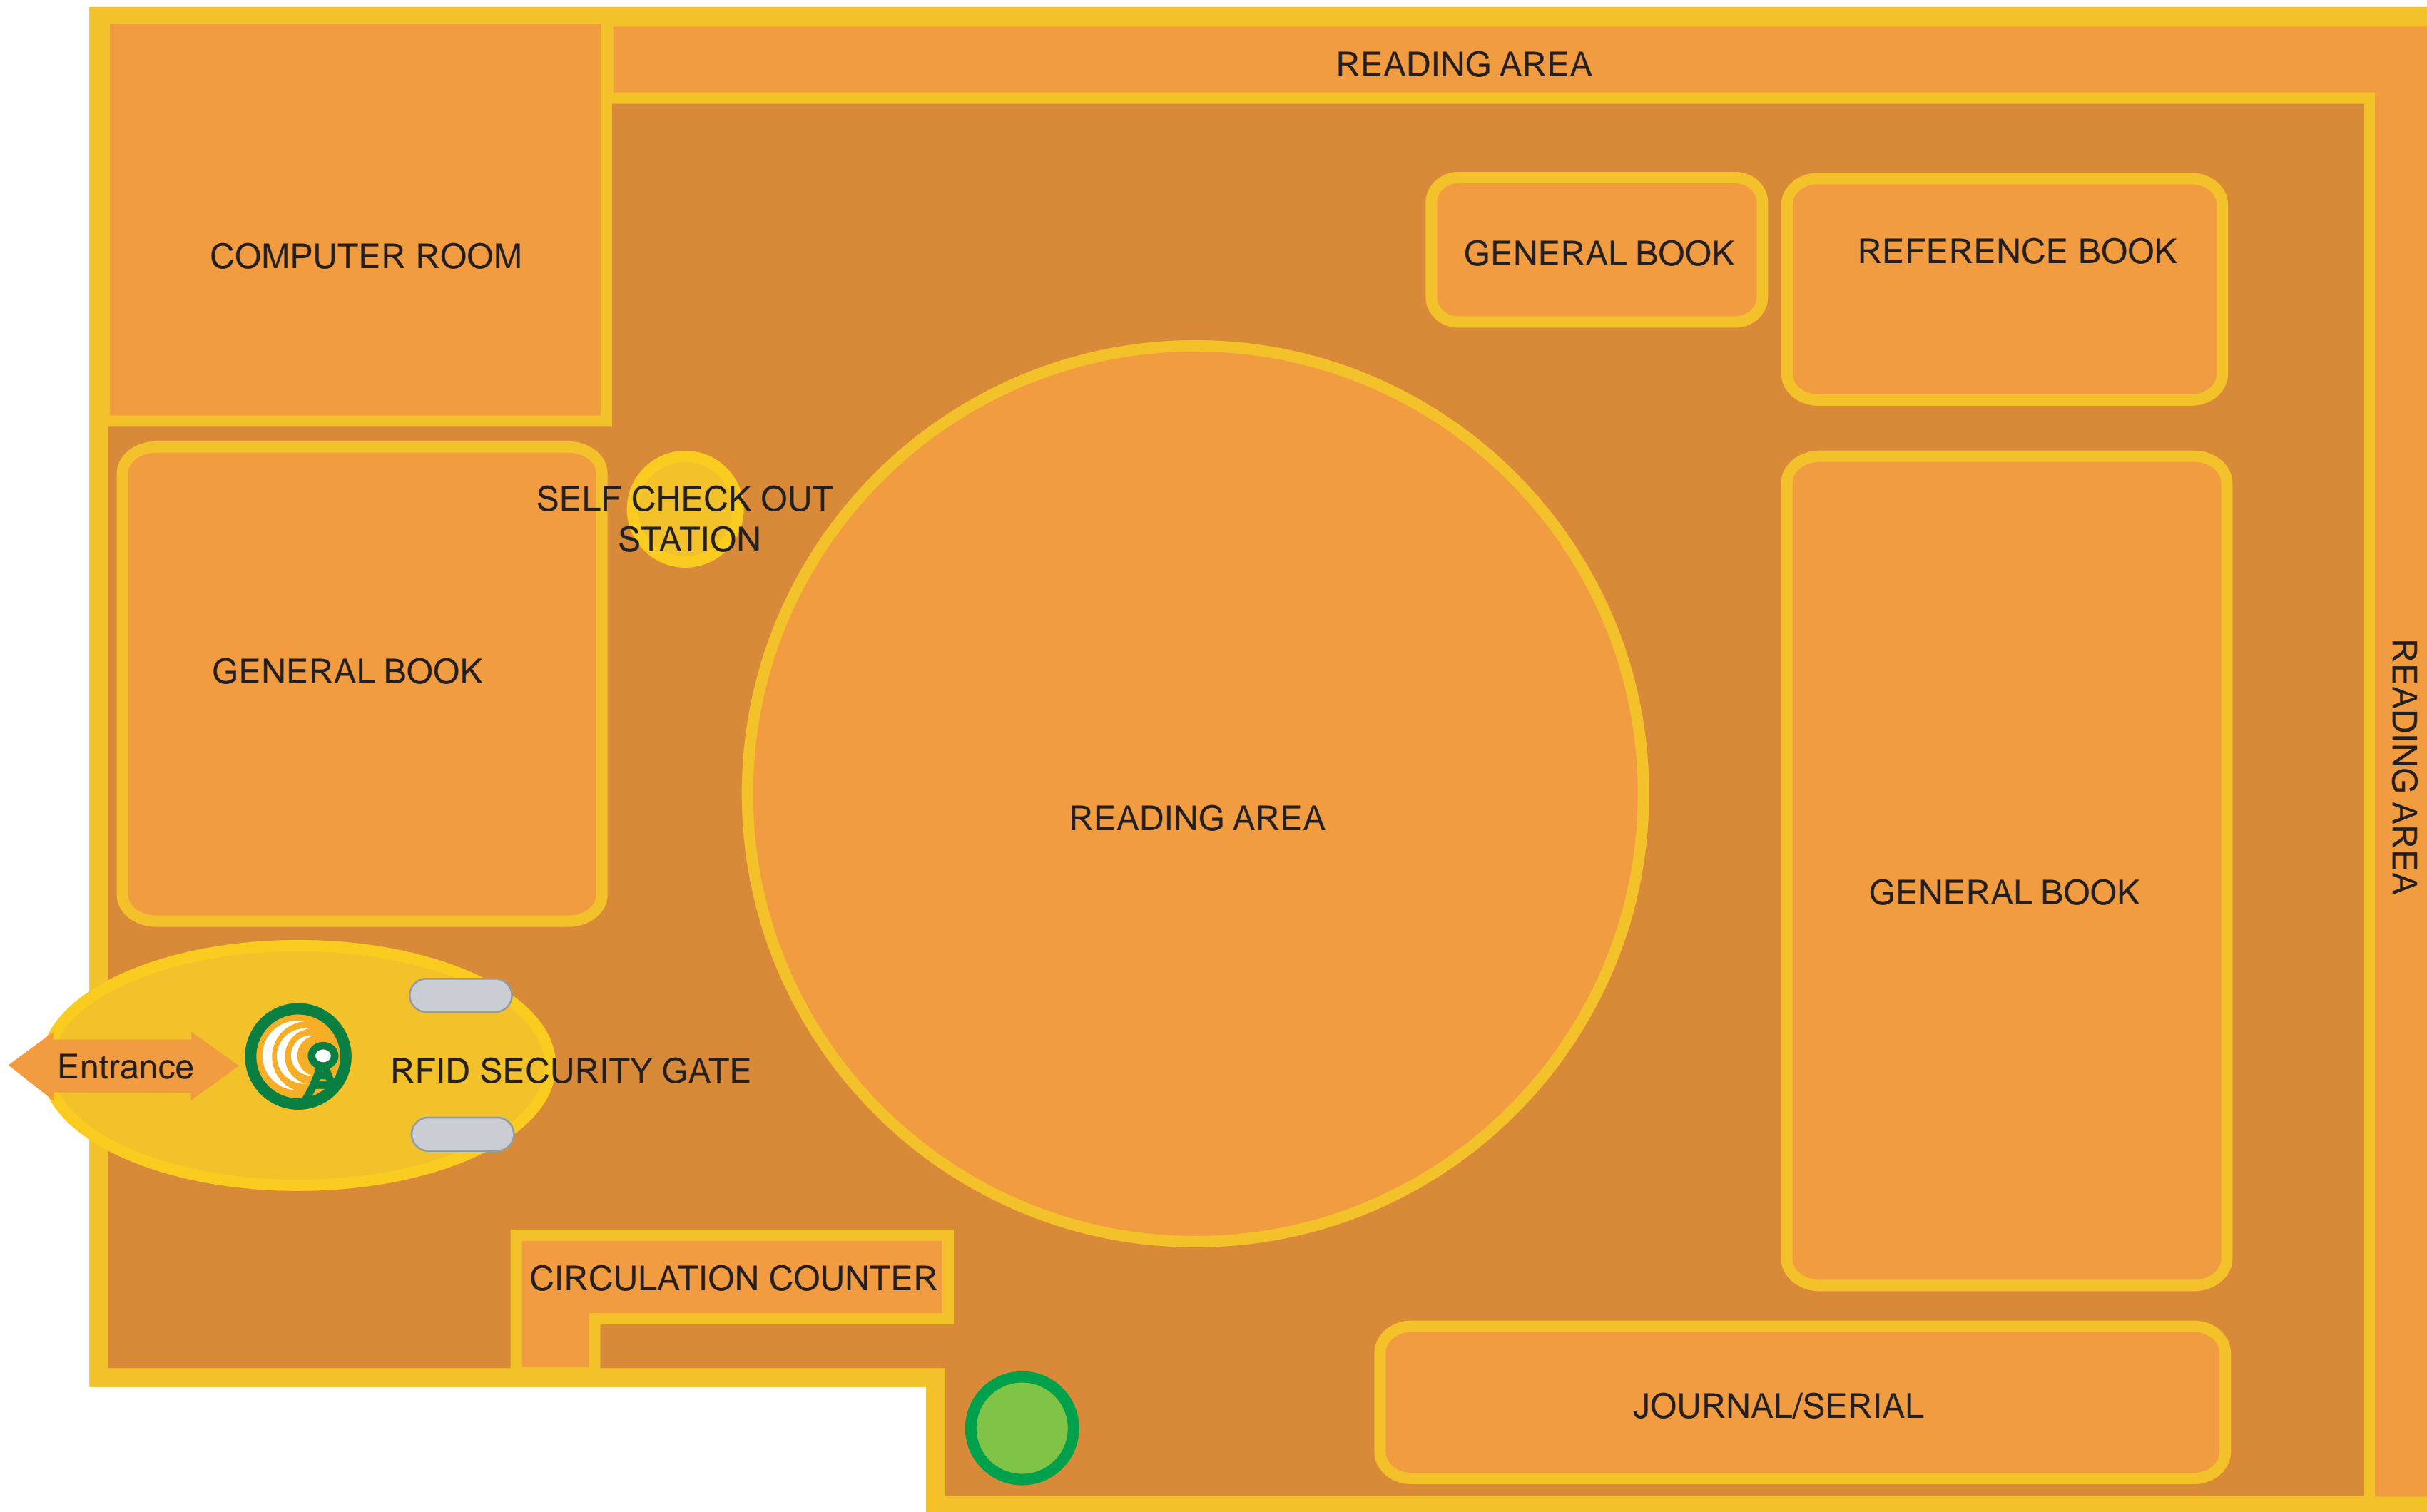 READING AREA
COMPUTER ROOM
GENERAL BOOK
REFERENCE BOOK
SELF CHECK OUT
STATION
GENERAL BOOK
READING AREA
GENERAL BOOK
READING AREA
Entrance
RFID SECURITY GATE
CIRCULATION COUNTER
JOURNAL/SERIAL